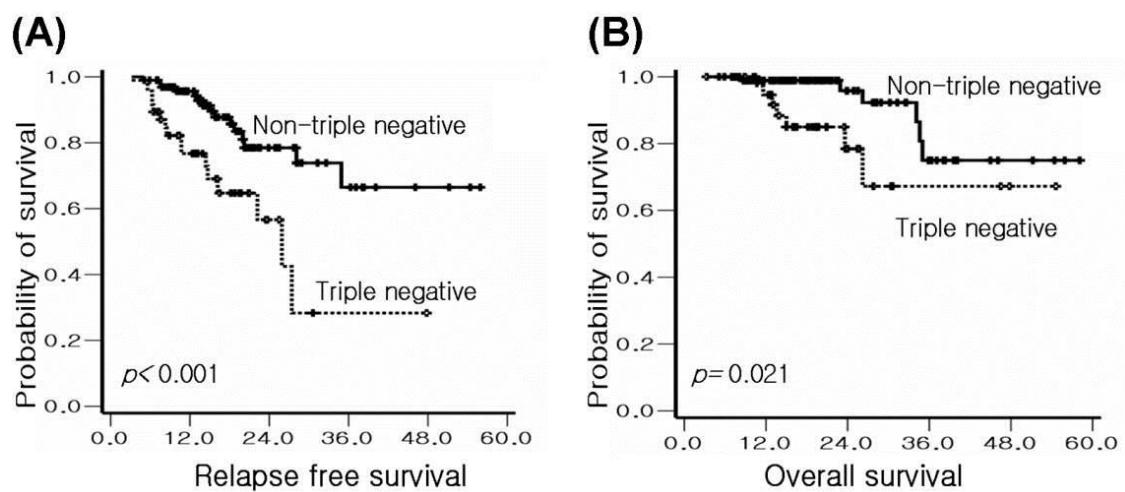 (A)
Probability of survival
1.0
0.8
0.6
0.4
0.2
0.0
Non-triple negative
Triple negative
p<0.001
0.0 12.0 24.0 36.0 48.0 60.0
Relapse free survival
(B)
Probability of survival
1.0
0.8
0.6
0.4
0.2
0.0
Non-triple negative
Triple negative
p=0.021
0.0 12.0 24.0 36.0 48.0 60.0
Overall survival